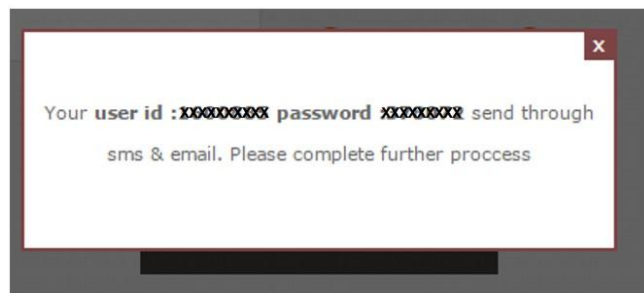 X
Your user id : password send through
sms & email. Please complete further proccess